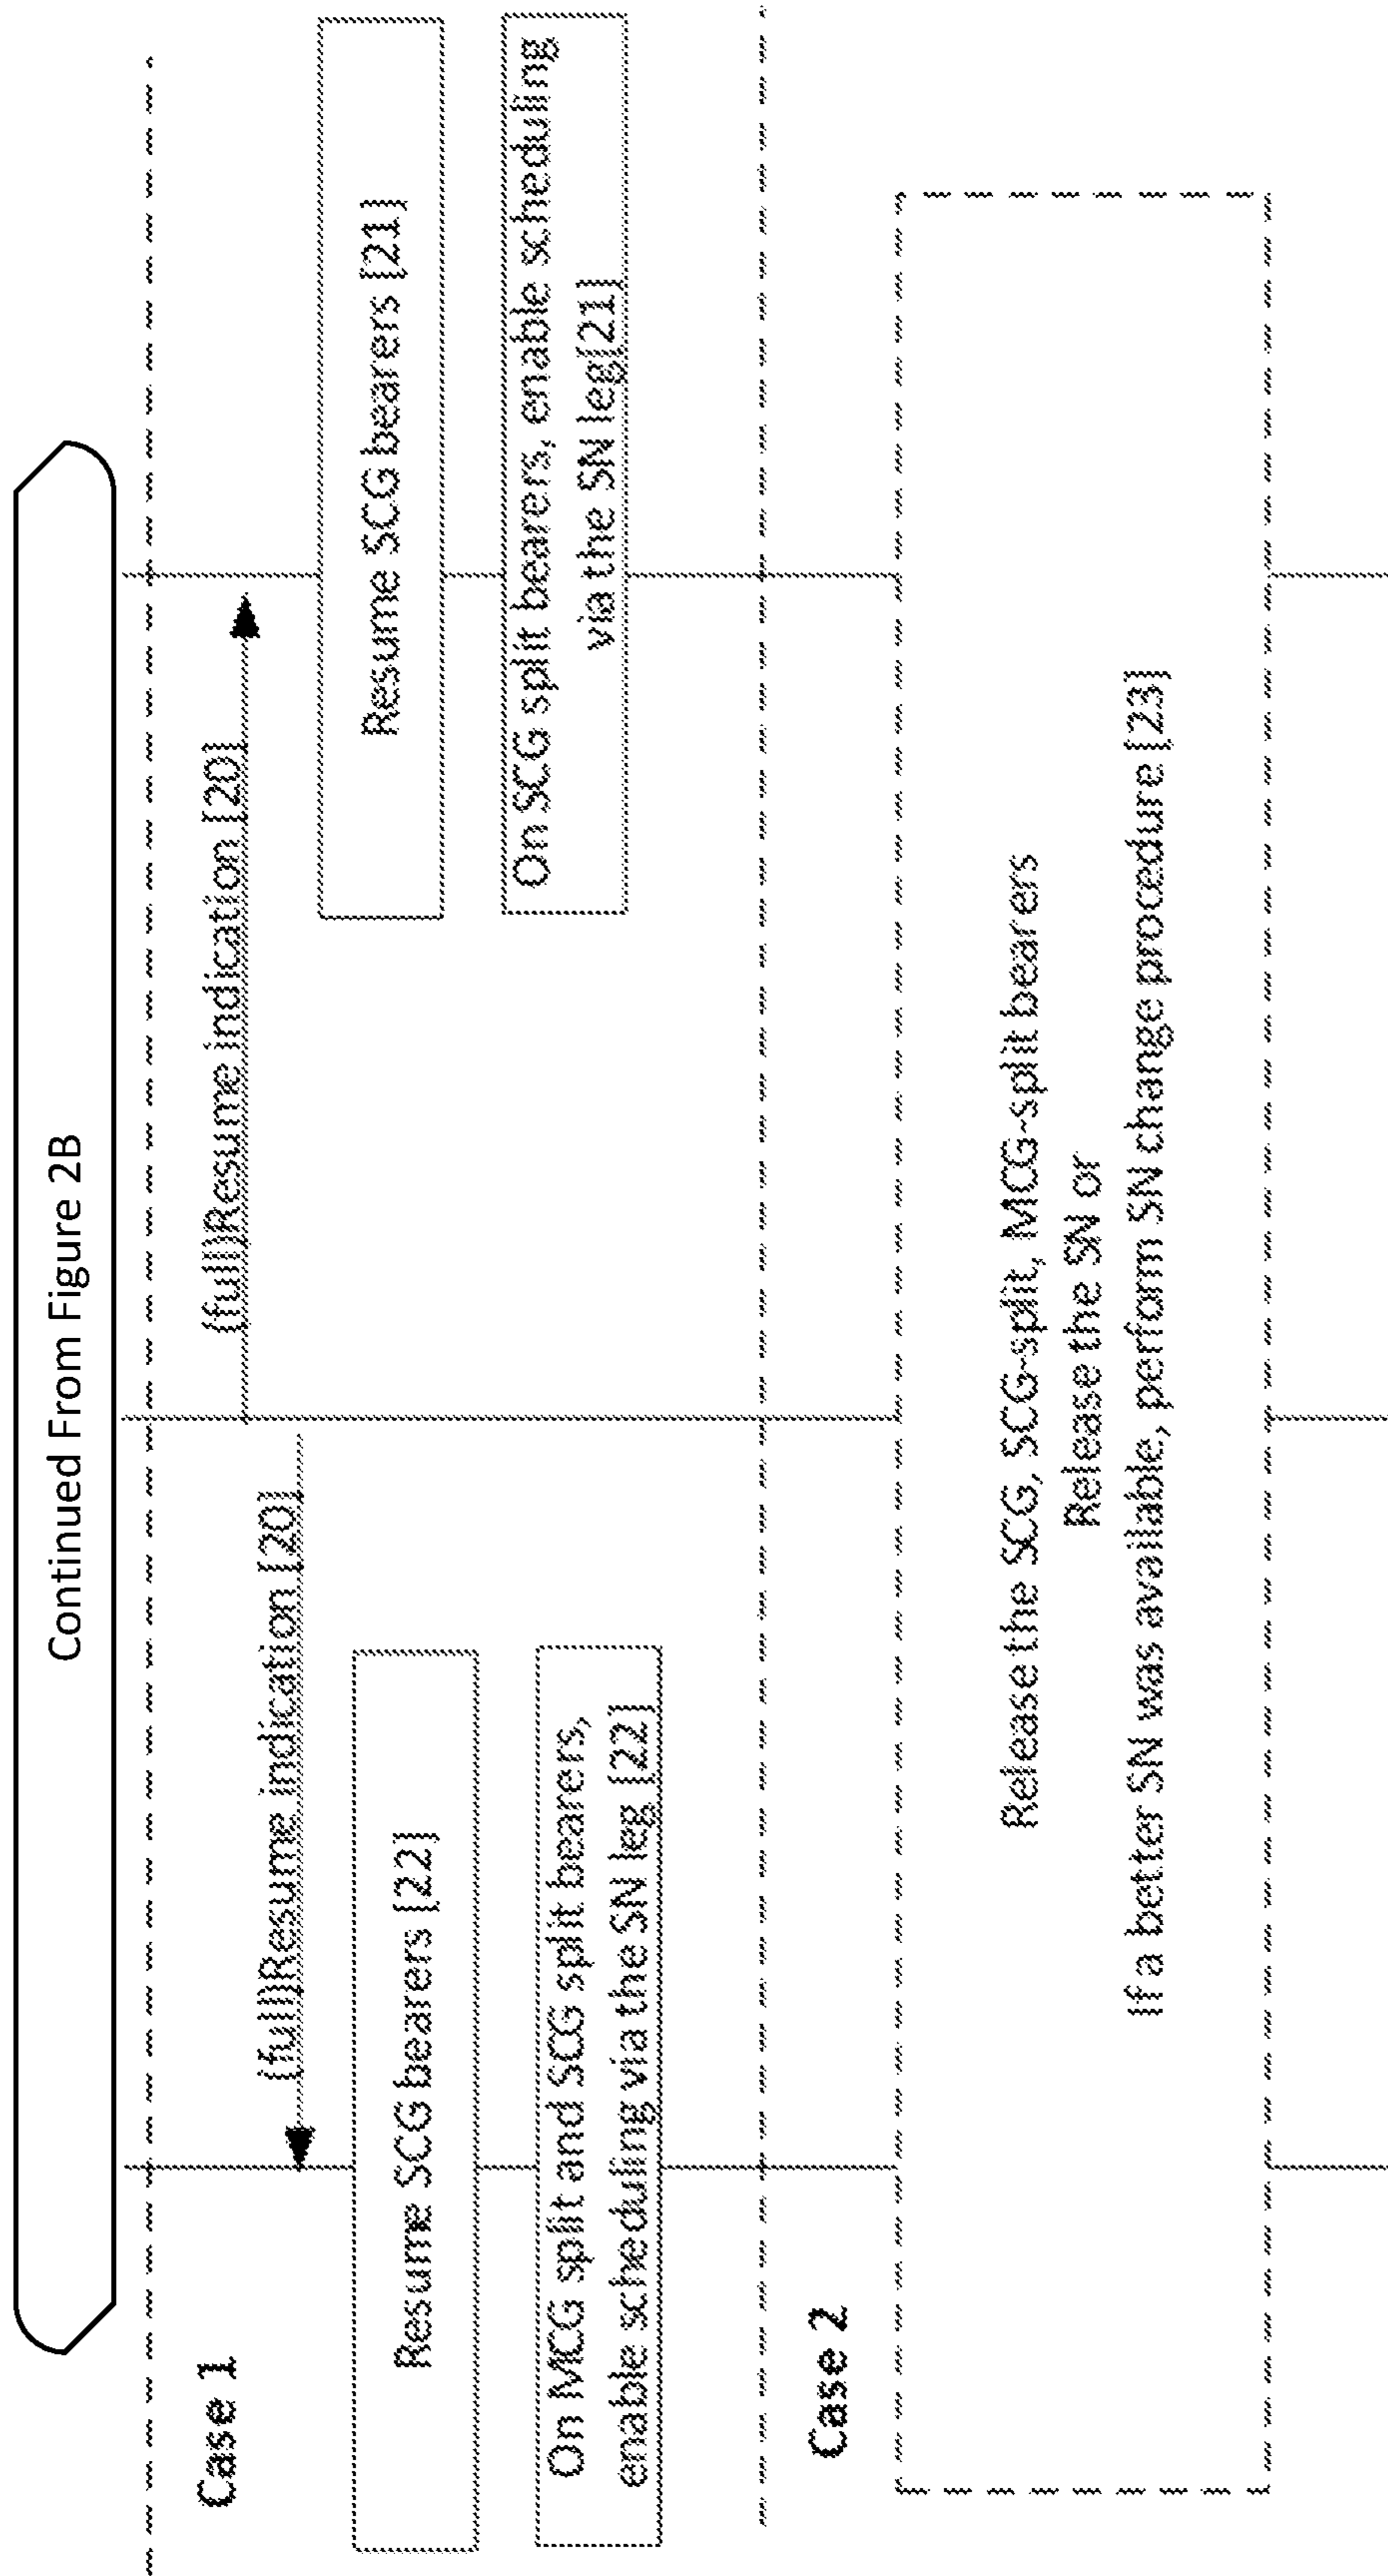 Continued From Figure 2B
Case 1
(full)Resume indication [20]
(full)Resume indication [20]
Resume SCG bearers [21]
Resume SCG bearers [22]
On SCG split bearers, enable scheduling
via the SN leg[21]
On MCG split and SCG split bearers,
enable scheduling via the SN leg [22]
Case 2
Release the SCG, SCG-split, MCG-split bearers
Release the SN or
If a better SN was available, perform SN change procedure [23]